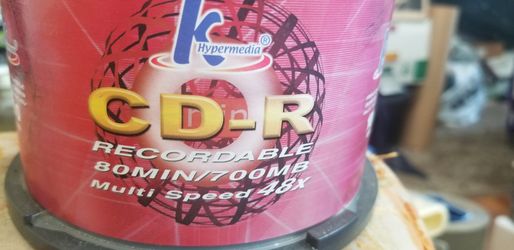 k
Hypermedia®
CD-R
RECORDABLE
80MIN/700MB
Multi Speed 48x